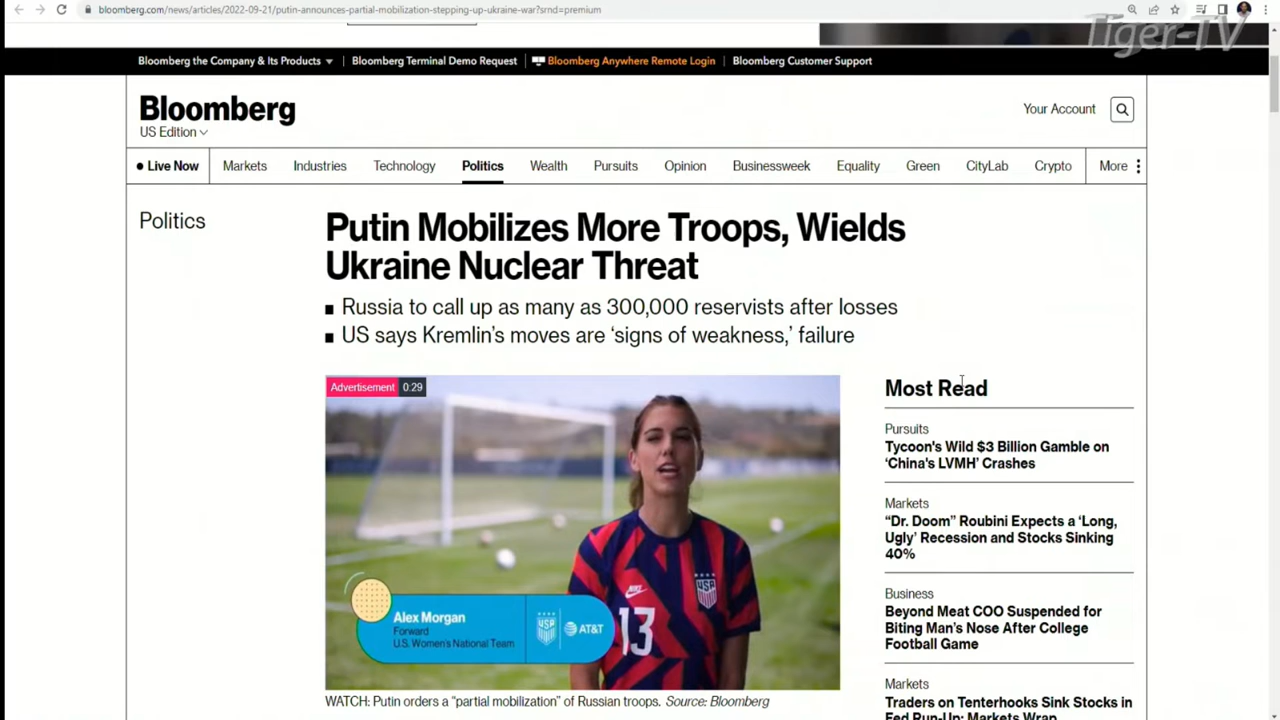 bloomberg.com/news/articles/2022-09-21/putin-announces-partial-mobilization-stepping-up-ukraine-war?srnd=premium
Tiger-TV
Bloomberg the Company & Its Products
Bloomberg Terminal Demo Request
Bloomberg Anywhere Remote Login
Bloomberg Customer Support
Bloomberg
US Edition
Your Account
Live Now
Markets
Industries
Technology
Politics
Wealth
Pursuits
Opinion
Businessweek
Equality
Green
CityLab
Crypto
More
Politics
Putin Mobilizes More Troops, Wields
Ukraine Nuclear Threat
Russia to call up as many as 300,000 reservists after losses
US says Kremlin's moves are ‘signs of weakness,’ failure
Advertisement 0:29
USA
13
Alex Morgan
Forward
U.S. Women's National Team
USA
AT&T
WATCH: Putin orders a “partial mobilization” of Russian troops. Source: Bloomberg
Most Read
Pursuits
Tycoon's Wild $3 Billion Gamble on
‘China's LVMH’ Crashes
Markets
“Dr. Doom” Roubini Expects a ‘Long,
Ugly’ Recession and Stocks Sinking
40%
Business
Beyond Meat COO Suspended for
Biting Man's Nose After College
Football Game
Markets
Traders on Tenterhooks Sink Stocks in
Fed Run-Up: Markets Wrap